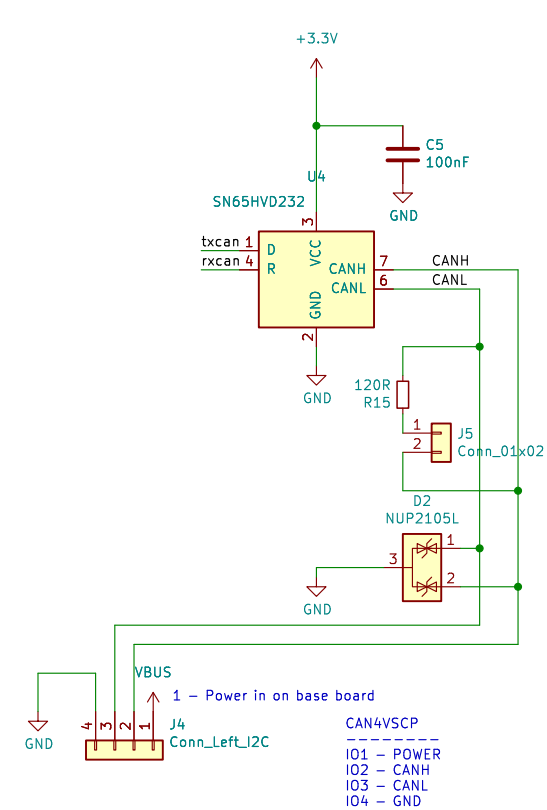 +3.3V
C5
100nF
GND
U4
SN65HVD232
3
VCC
txcan 1 D
rxcan 4 R
CANH 7 CANH
CANL 6 CANL
GND
2
GND
120R
R15
1
2
J5
Conn_01x02
D2
NUP2105L
1
3
2
GND
VBUS
1 - Power in on base board
4 3 2 1
J4
Conn_Left_I2C
GND
CAN4VSCP
--------
IO1 - POWER
IO2 - CANH
IO3 - CANL
IO4 - GND